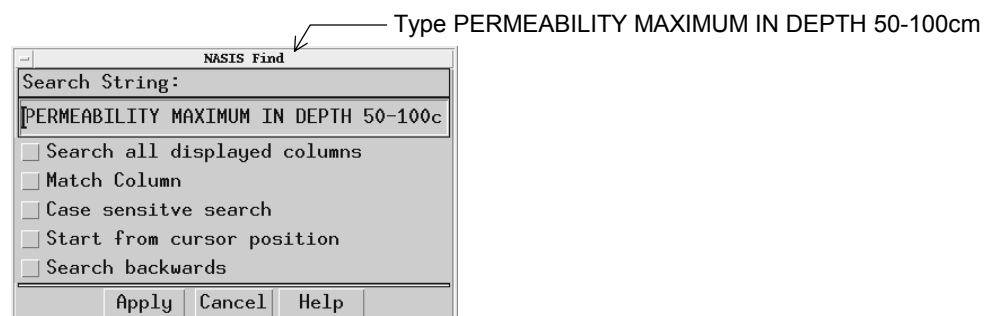 Type PERMEABILITY MAXIMUM IN DEPTH 50-100cm
NASIS Find
Search String:
PERMEABILITY MAXIMUM IN DEPTH 50-100c
Search all displayed columns
Match Column
Case sensitve search
Start from cursor position
Search backwards
Apply Cancel Help